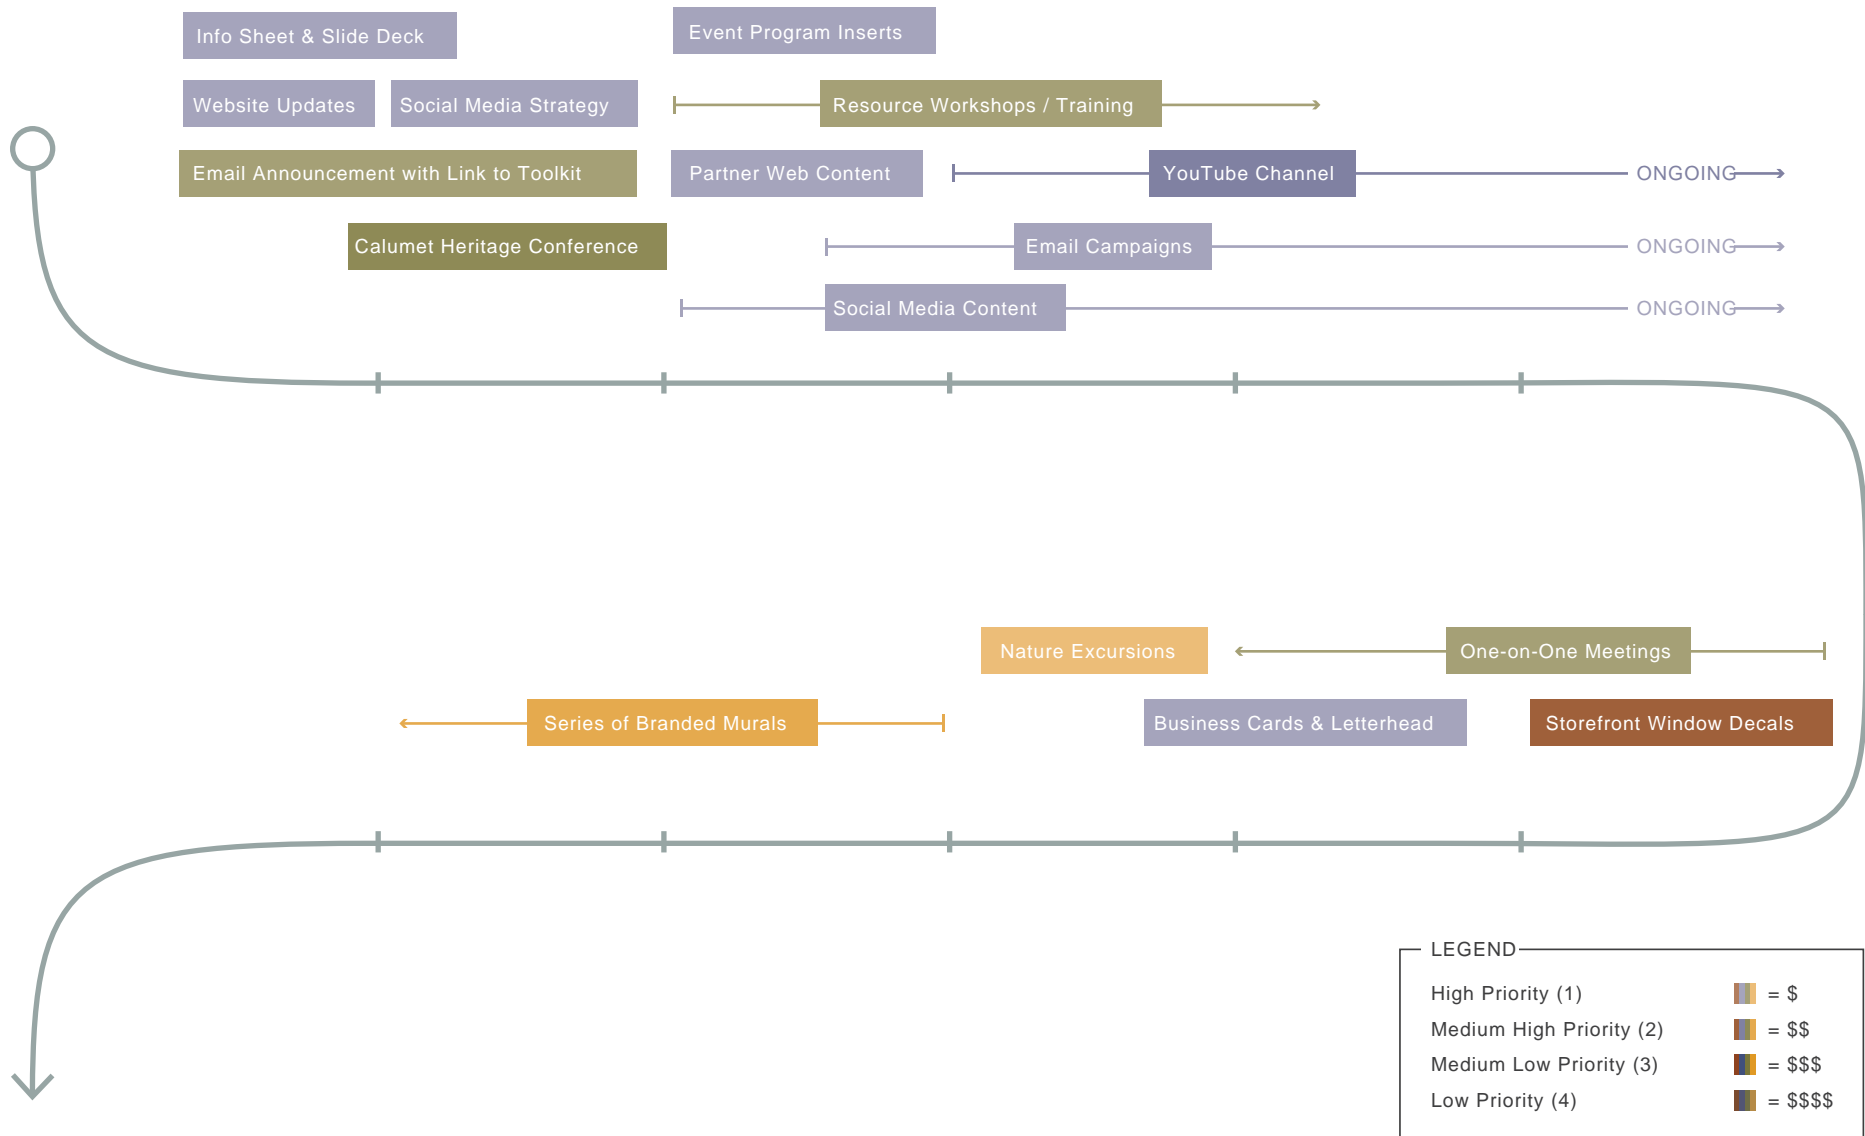 Info Sheet & Slide Deck
Event Program Inserts
Website Updates
Social Media Strategy
Resource Workshops / Training
Email Announcement with Link to Toolkit
Partner Web Content
YouTube Channel
ONGOING
Calumet Heritage Conference
Email Campaigns
ONGOING
Social Media Content
ONGOING
Nature Excursions
One-on-One Meetings
Series of Branded Murals
Business Cards & Letterhead
Storefront Window Decals
LEGEND
High Priority (1) = $
Medium High Priority (2) = $$
Medium Low Priority (3) = $$$
Low Priority (4) = $$$$